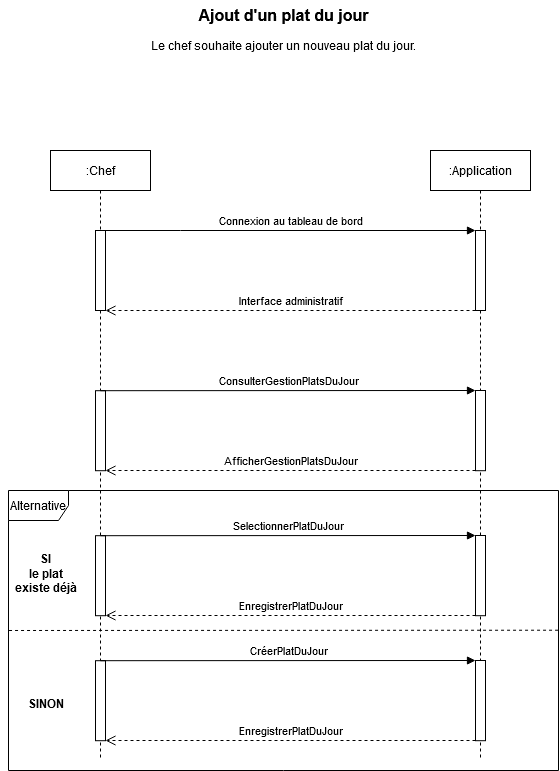 Ajout d'un plat du jour
Le chef souhaite ajouter un nouveau plat du jour.
:Chef
:Application
Connexion au tableau de bord
Interface administratif
ConsulterGestionPlatsDuJour
AfficherGestionPlatsDuJour
Alternative
SelectionnerPlatDuJour
SI
le plat
existe déjà
EnregistrerPlatDuJour
CréerPlatDuJour
SINON
EnregistrerPlatDuJour